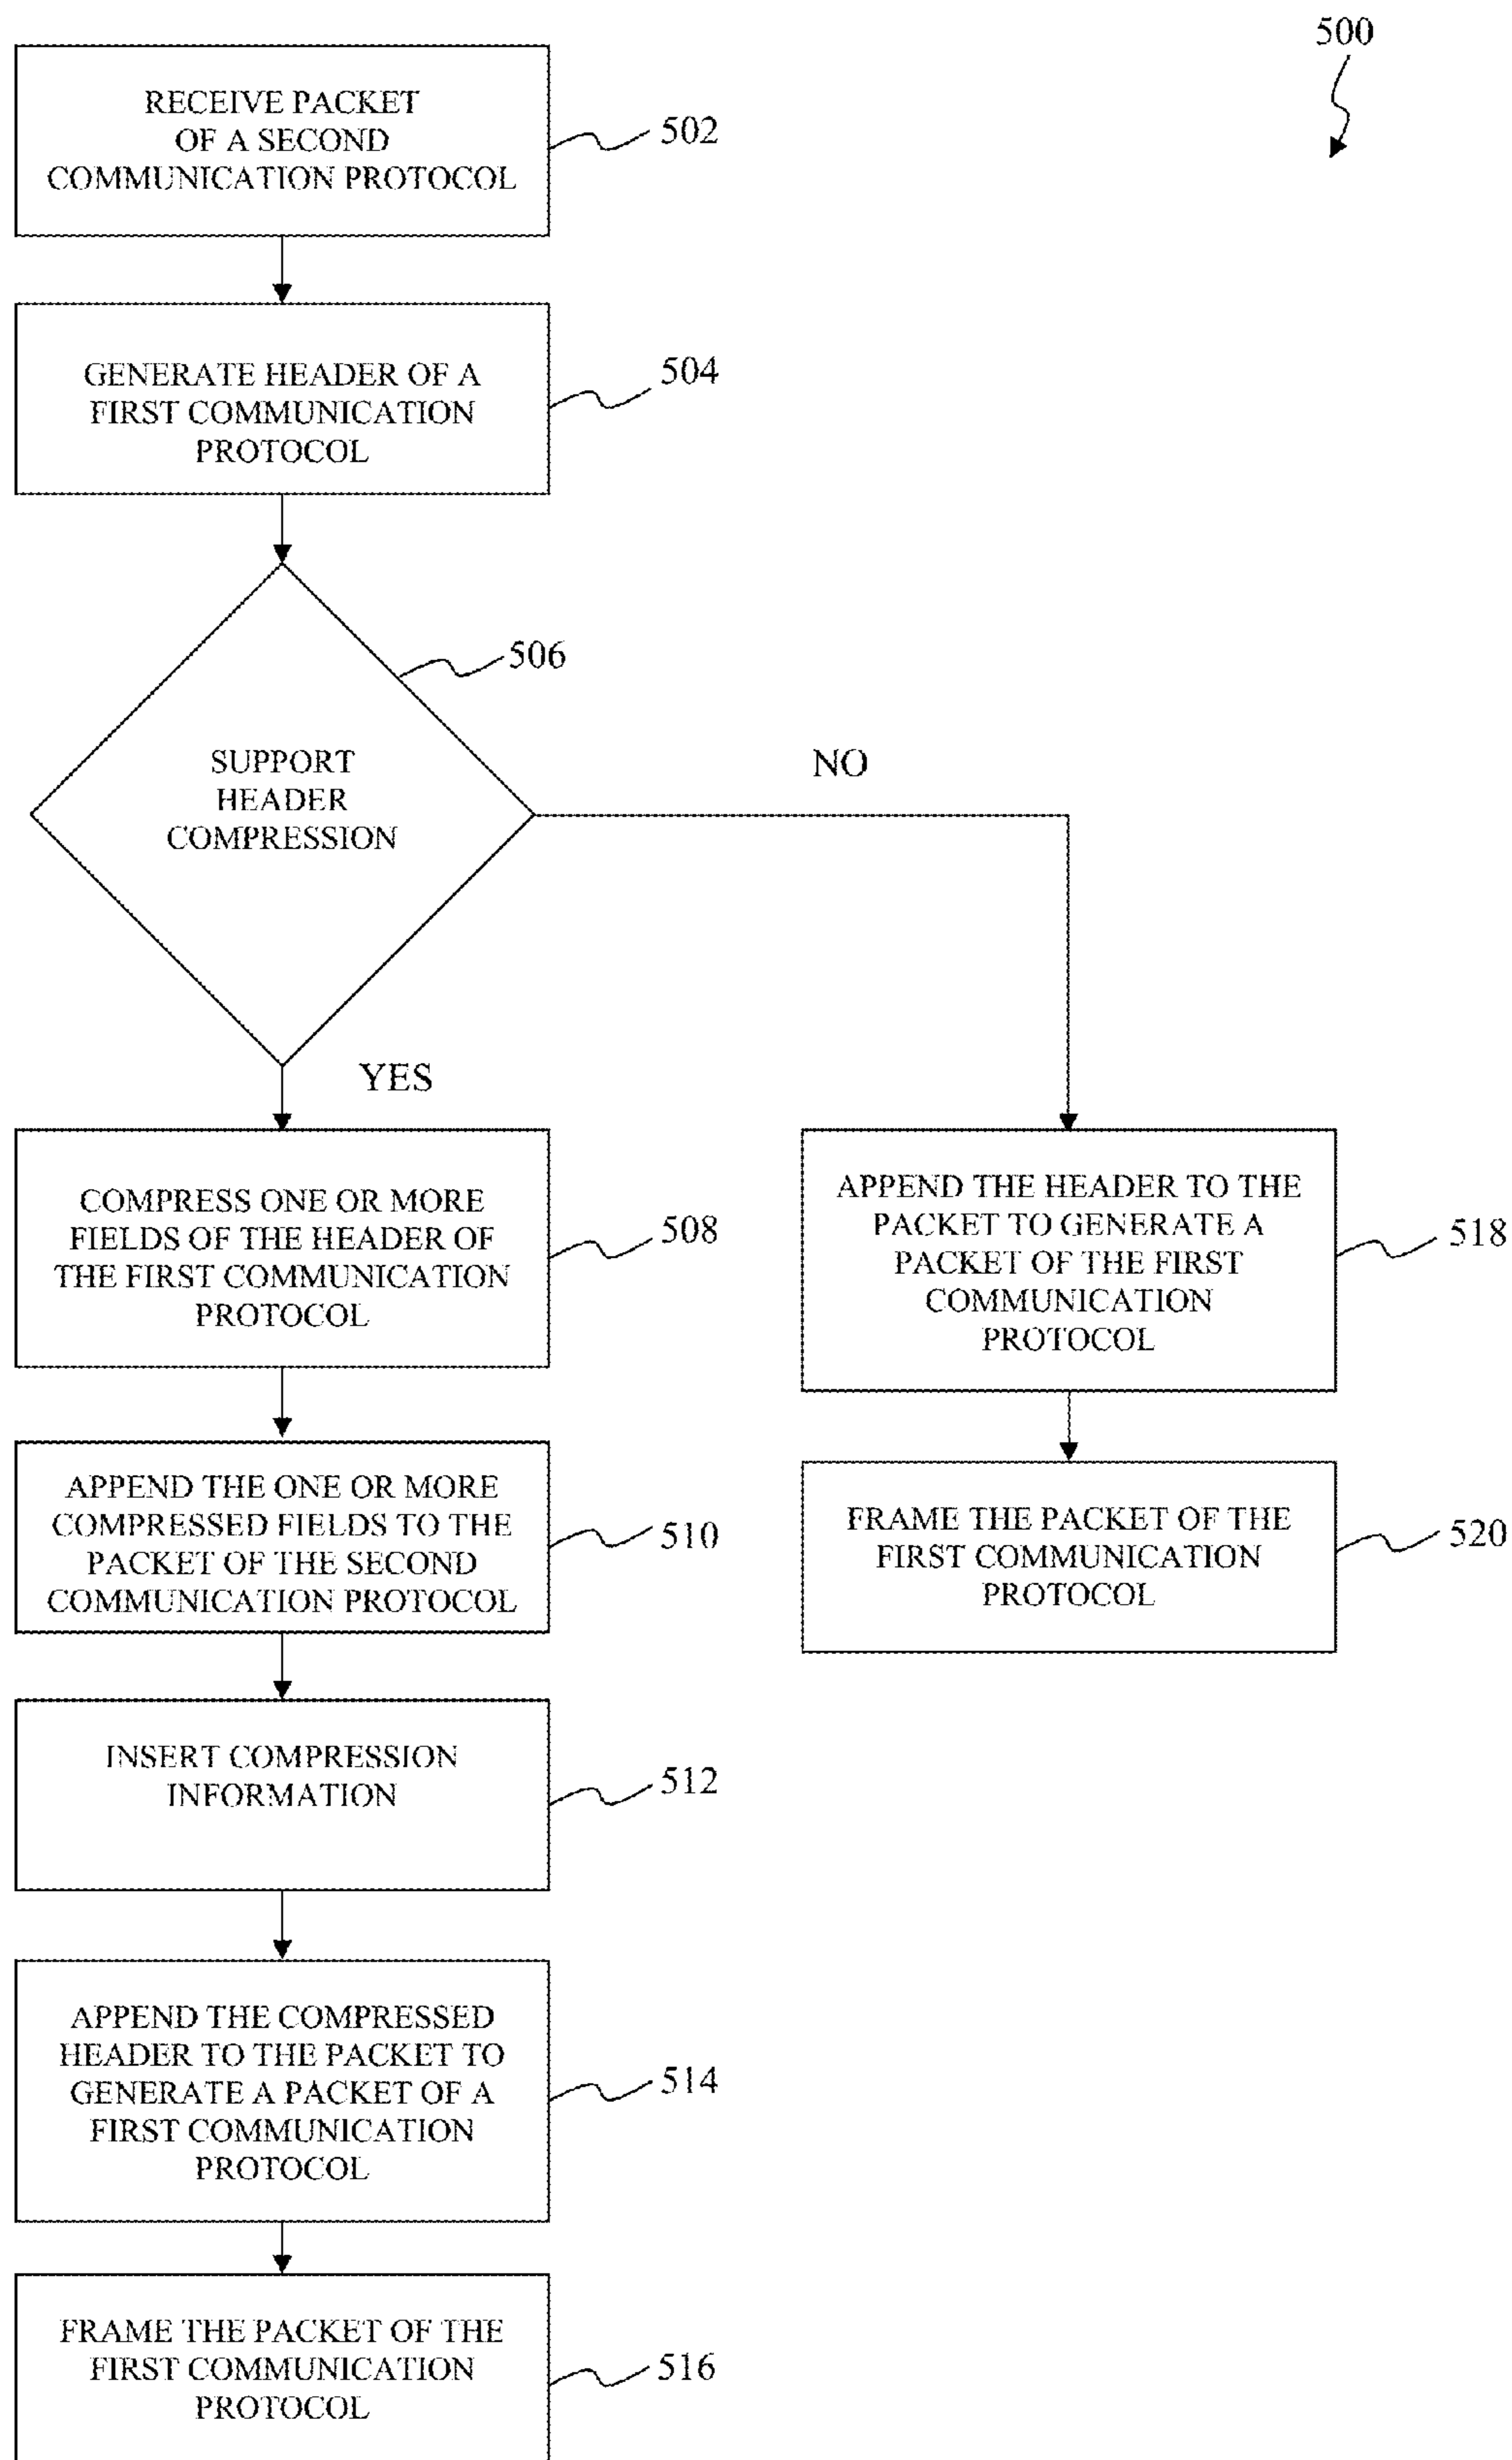 500
RECEIVE PACKET
OF A SECOND
COMMUNICATION PROTOCOL
502
GENERATE HEADER OF A
FIRST COMMUNICATION
PROTOCOL
504
SUPPORT
HEADER
COMPRESSION
506
NO
YES
COMPRESS ONE OR MORE
FIELDS OF THE HEADER OF
THE FIRST COMMUNICATION
PROTOCOL
508
APPEND THE HEADER TO THE
PACKET TO GENERATE A
PACKET OF THE FIRST
COMMUNICATION
PROTOCOL
518
APPEND THE ONE OR MORE
COMPRESSED FIELDS TO THE
PACKET OF THE SECOND
COMMUNICATION PROTOCOL
510
FRAME THE PACKET OF THE
FIRST COMMUNICATION
PROTOCOL
520
INSERT COMPRESSION
INFORMATION
512
APPEND THE COMPRESSED
HEADER TO THE PACKET TO
GENERATE A PACKET OF A
FIRST COMMUNICATION
PROTOCOL
514
FRAME THE PACKET OF THE
FIRST COMMUNICATION
PROTOCOL
516